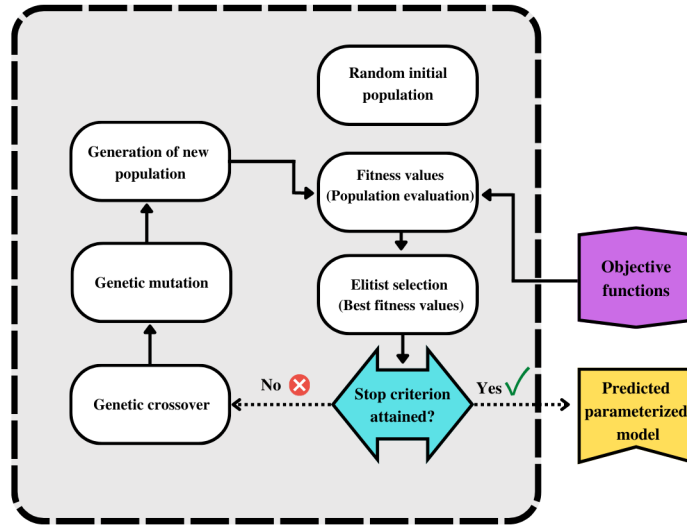 Random initial
population
Generation of new
population
Fitness values
(Population evaluation)
Objective
functions
Genetic mutation
Elitist selection
(Best fitness values)
Genetic crossover
No
Stop criterion
attained?
Yes
Predicted
parameterized
model